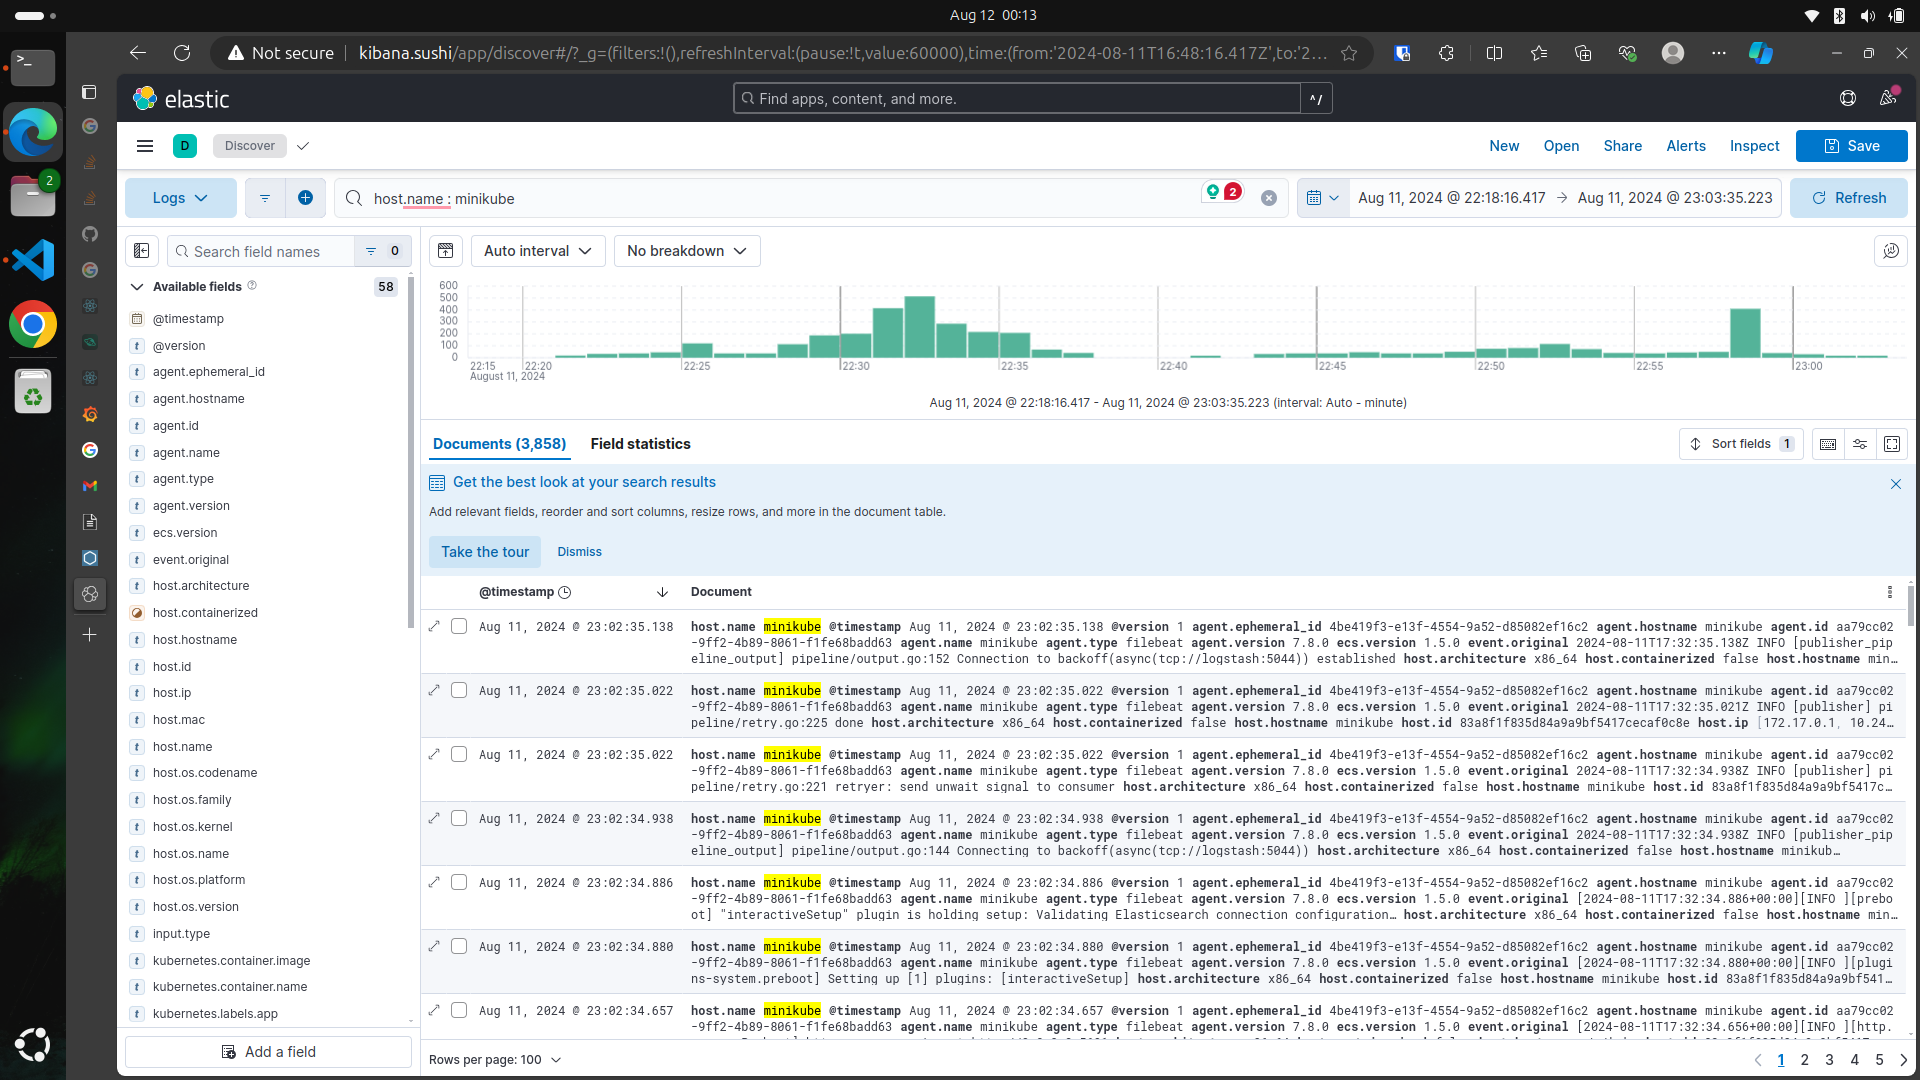 Aug 12 00:13
2
Not secure
kibana.sushi/app/discover#/?_g=(filters:!(),refreshInterval:(pause:!t,value:60000),time:(from:'2024-08-11T16:48:16.417Z',to:'2...
elastic
Find apps, content, and more.
^/
D
Discover
New
Open
Share
Alerts
Inspect
Save
Logs
host.name : minikube
2
Aug 11, 2024 @ 22:18:16.417 → Aug 11, 2024 @ 23:03:35.223
Refresh
Search field names
0
Auto interval
No breakdown
Available fields
58
@timestamp
@version
agent.ephemeral_id
agent.hostname
agent.id
agent.name
agent.type
agent.version
ecs.version
event.original
host.architecture
host.containerized
host.hostname
host.id
host.ip
host.mac
host.name
host.os.codename
host.os.family
host.os.kernel
host.os.name
host.os.platform
host.os.version
input.type
kubernetes.container.image
kubernetes.container.name
kubernetes.labels.app
Add a field
600
500
400
300
200
100
0
22:15 22:20 22:25 22:30 22:35 22:40 22:45 22:50 22:55 23:00
August 11, 2024
Aug 11, 2024 @ 22:18:16.417 - Aug 11, 2024 @ 23:03:35.223 (interval: Auto - minute)
Documents (3,858)
Field statistics
Sort fields 1
Get the best look at your search results
Add relevant fields, reorder and sort columns, resize rows, and more in the document table.
Take the tour
Dismiss
@timestamp
Document
Aug 11, 2024 @ 23:02:35.138
host.name minikube @timestamp Aug 11, 2024 @ 23:02:35.138 @version 1 agent.ephemeral_id 4be419f3-e13f-4554-9a52-d85082ef16c2 agent.hostname minikube agent.id aa79cc02
-9ff2-4b89-8061-f1fe68badd63 agent.name minikube agent.type filebeat agent.version 7.8.0 ecs.version 1.5.0 event.original 2024-08-11T17:32:35.138Z INFO [publisher_pip
eline_output] pipeline/output.go:152 Connection to backoff(async(tcp://logstash:5044)) established host.architecture x86_64 host.containerized false host.hostname min...
Aug 11, 2024 @ 23:02:35.022
host.name minikube @timestamp Aug 11, 2024 @ 23:02:35.022 @version 1 agent.ephemeral_id 4be419f3-e13f-4554-9a52-d85082ef16c2 agent.hostname minikube agent.id aa79cc02
-9ff2-4b89-8061-f1fe68badd63 agent.name minikube agent.type filebeat agent.version 7.8.0 ecs.version 1.5.0 event.original 2024-08-11T17:32:35.021Z INFO [publisher] pi
peline/retry.go:225 done host.architecture x86_64 host.containerized false host.hostname minikube host.id 83a8f1f835d84a9a9bf5417cecaf0c8e host.ip [172.17.0.1, 10.24...
Aug 11, 2024 @ 23:02:35.022
host.name minikube @timestamp Aug 11, 2024 @ 23:02:35.022 @version 1 agent.ephemeral_id 4be419f3-e13f-4554-9a52-d85082ef16c2 agent.hostname minikube agent.id aa79cc02
-9ff2-4b89-8061-f1fe68badd63 agent.name minikube agent.type filebeat agent.version 7.8.0 ecs.version 1.5.0 event.original 2024-08-11T17:32:34.938Z INFO [publisher] pi
peline/retry.go:221 retryer: send unwait signal to consumer host.architecture x86_64 host.containerized false host.hostname minikube host.id 83a8f1f835d84a9a9bf5417c...
Aug 11, 2024 @ 23:02:34.938
host.name minikube @timestamp Aug 11, 2024 @ 23:02:34.938 @version 1 agent.ephemeral_id 4be419f3-e13f-4554-9a52-d85082ef16c2 agent.hostname minikube agent.id aa79cc02
-9ff2-4b89-8061-f1fe68badd63 agent.name minikube agent.type filebeat agent.version 7.8.0 ecs.version 1.5.0 event.original 2024-08-11T17:32:34.938Z INFO [publisher_pip
eline_output] pipeline/output.go:144 Connecting to backoff(async(tcp://logstash:5044)) host.architecture x86_64 host.containerized false host.hostname minikub...
Aug 11, 2024 @ 23:02:34.886
host.name minikube @timestamp Aug 11, 2024 @ 23:02:34.886 @version 1 agent.ephemeral_id 4be419f3-e13f-4554-9a52-d85082ef16c2 agent.hostname minikube agent.id aa79cc02
-9ff2-4b89-8061-f1fe68badd63 agent.name minikube agent.type filebeat agent.version 7.8.0 ecs.version 1.5.0 event.original [2024-08-11T17:32:34.886+00:00][INFO ][prebo
ot] "interactiveSetup" plugin is holding setup: Validating Elasticsearch connection configuration… host.architecture x86_64 host.containerized false host.hostname min...
Aug 11, 2024 @ 23:02:34.880
host.name minikube @timestamp Aug 11, 2024 @ 23:02:34.880 @version 1 agent.ephemeral_id 4be419f3-e13f-4554-9a52-d85082ef16c2 agent.hostname minikube agent.id aa79cc02
-9ff2-4b89-8061-f1fe68badd63 agent.name minikube agent.type filebeat agent.version 7.8.0 ecs.version 1.5.0 event.original [2024-08-11T17:32:34.880+00:00][INFO ][plugi
ns-system.preboot] Setting up [1] plugins: [interactiveSetup] host.architecture x86_64 host.containerized false host.hostname minikube host.id 83a8f1f835d84a9a9bf541...
Aug 11, 2024 @ 23:02:34.657
host.name minikube @timestamp Aug 11, 2024 @ 23:02:34.657 @version 1 agent.ephemeral_id 4be419f3-e13f-4554-9a52-d85082ef16c2 agent.hostname minikube agent.id aa79cc02
-9ff2-4b89-8061-f1fe68badd63 agent.name minikube agent.type filebeat agent.version 7.8.0 ecs.version 1.5.0 event.original [2024-08-11T17:32:34.656+00:00][INFO ][http.
Rows per page: 100
1 2 3 4 5